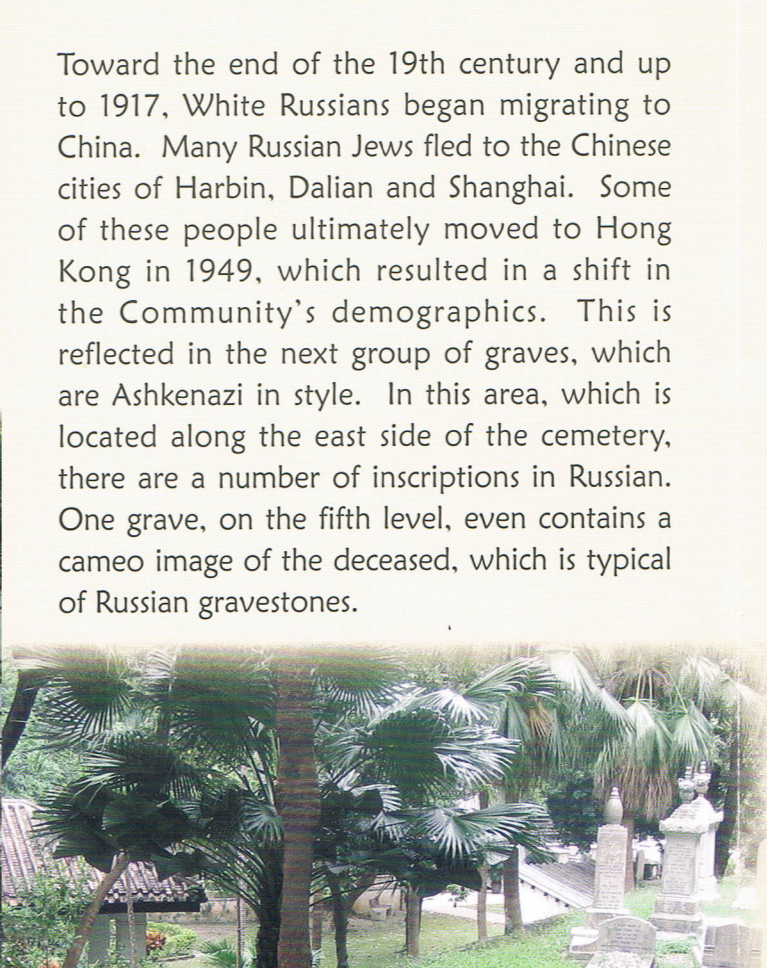 Toward the end of the 19th century and up
to 1917, White Russians began migrating to
China. Many Russian Jews fled to the Chinese
cities of Harbin, Dalian and Shanghai. Some
of these people ultimately moved to Hong
Kong in 1949, which resulted in a shift in
the Community's demographics. This is
reflected in the next group of graves, which
are Ashkenazi in style. In this area, which is
located along the east side of the cemetery,
there are a number of inscriptions in Russian.
One grave, on the fifth level, even contains a
cameo image of the deceased, which is typical
of Russian gravestones.